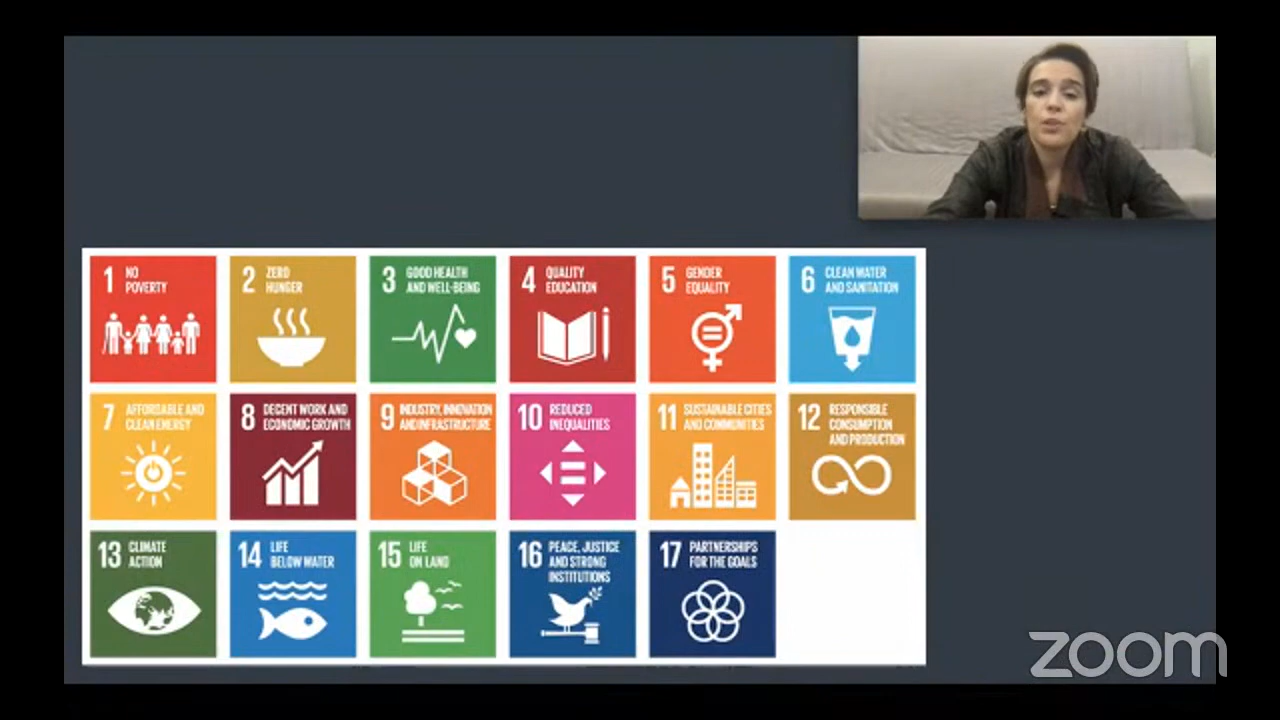 1 NO
POVERTY
2 ZERO
HUNGER
3 GOOD HEALTH
AND WELL-BEING
4 QUALITY
EDUCATION
5 GENDER
EQUALITY
6 CLEAN WATER
AND SANITATION
7 AFFORDABLE AND
CLEAN ENERGY
8 DECENT WORK AND
ECONOMIC GROWTH
9 INDUSTRY, INNOVATION
AND INFRASTRUCTURE
10 REDUCED
INEQUALITIES
11 SUSTAINABLE CITIES
AND COMMUNITIES
12 RESPONSIBLE
CONSUMPTION
AND PRODUCTION
13 CLIMATE
ACTION
14 LIFE
BELOW WATER
15 LIFE
ON LAND
16 PEACE, JUSTICE
AND STRONG
INSTITUTIONS
17 PARTNERSHIPS
FOR THE GOALS
zoom